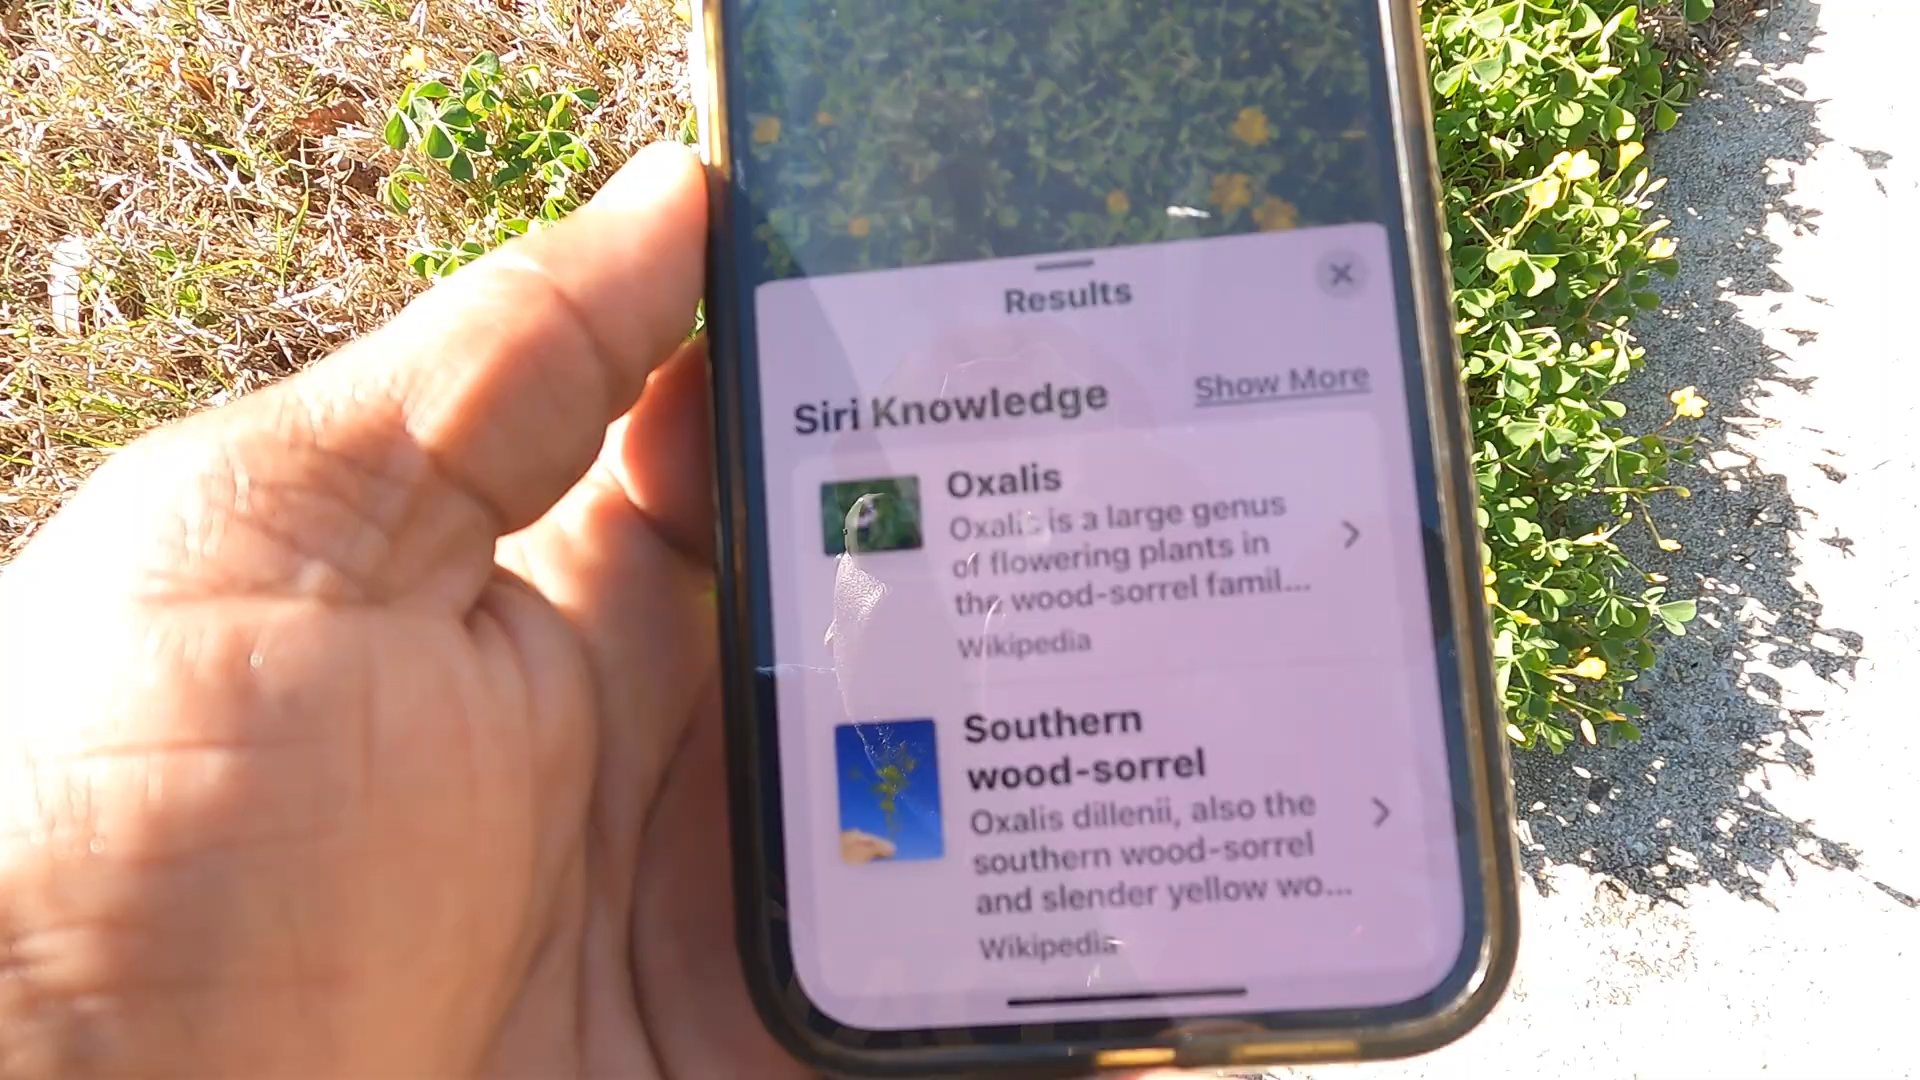 Results
Siri Knowledge
Show More
Oxalis
Oxalis is a large genus
of flowering plants in
the wood-sorrel famil...
Wikipedia
Southern
wood-sorrel
Oxalis dillenii, also the
southern wood-sorrel
and slender yellow wo...
Wikipedia